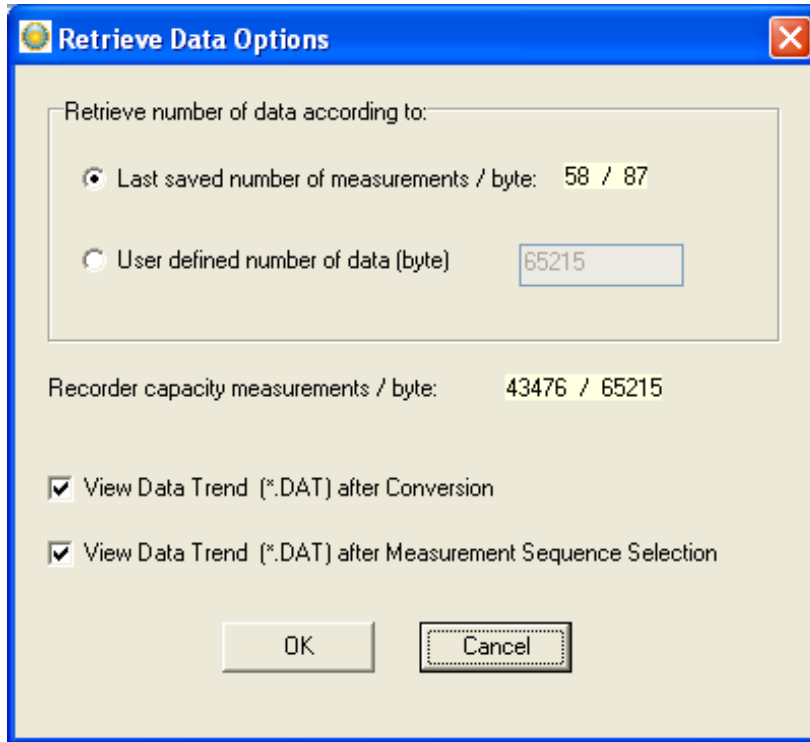 Retrieve Data Options
Retrieve number of data according to:
Last saved number of measurements / byte: 58 / 87
User defined number of data (byte) 65215
Recorder capacity measurements / byte: 43476 / 65215
View Data Trend (*.DAT) after Conversion
View Data Trend (*.DAT) after Measurement Sequence Selection
OK Cancel